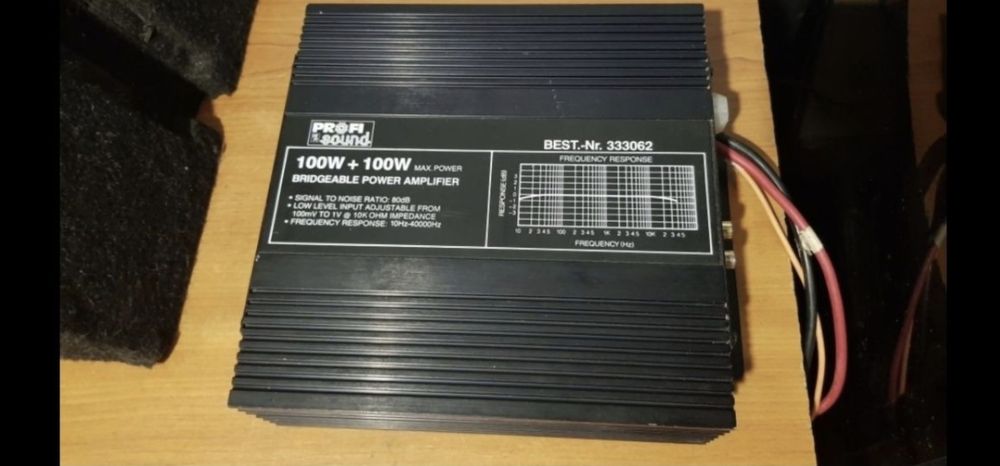 PROFI
sound
100W + 100W MAX. POWER
BRIDGEABLE POWER AMPLIFIER
• SIGNAL TO NOISE RATIO: 80dB
• LOW LEVEL INPUT ADJUSTABLE FROM
100mV TO 1V @ 10K OHM IMPEDANCE
• FREQUENCY RESPONSE: 10Hz-40000Hz
BEST.-Nr. 333062
FREQUENCY RESPONSE
RESPONSE (dB)
10 2 3 4 5 100 2 3 4 5 1K 2 3 4 5 10K 2 3 4 5
FREQUENCY (Hz)